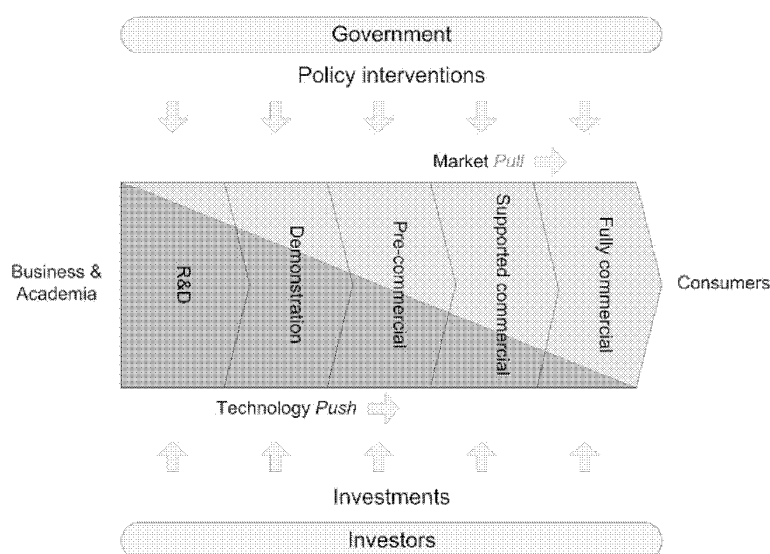 Government
Policy interventions
Market Pull
Business &
Academia
R&D
Demonstration
Pre-commercial
Supported commercial
Fully commercial
Consumers
Technology Push
Investments
Investors